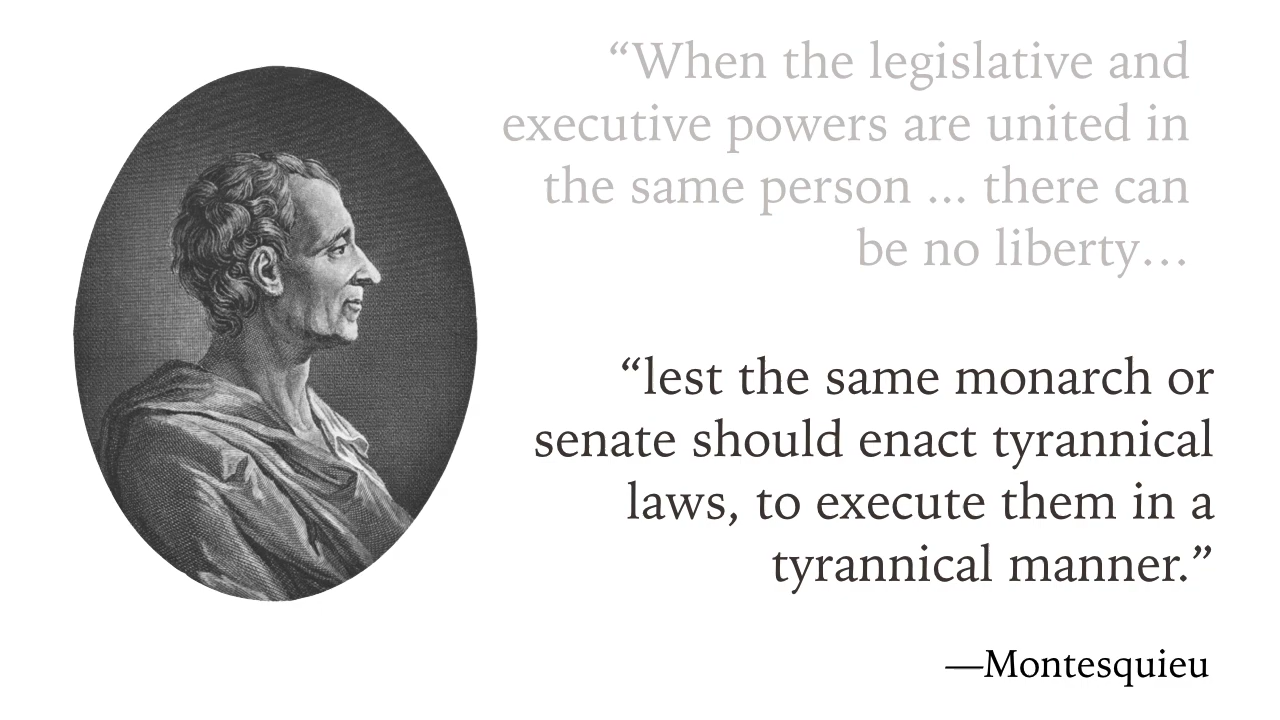 “When the legislative and
executive powers are united in
the same person ... there can
be no liberty…
“lest the same monarch or
senate should enact tyrannical
laws, to execute them in a
tyrannical manner.”
—Montesquieu